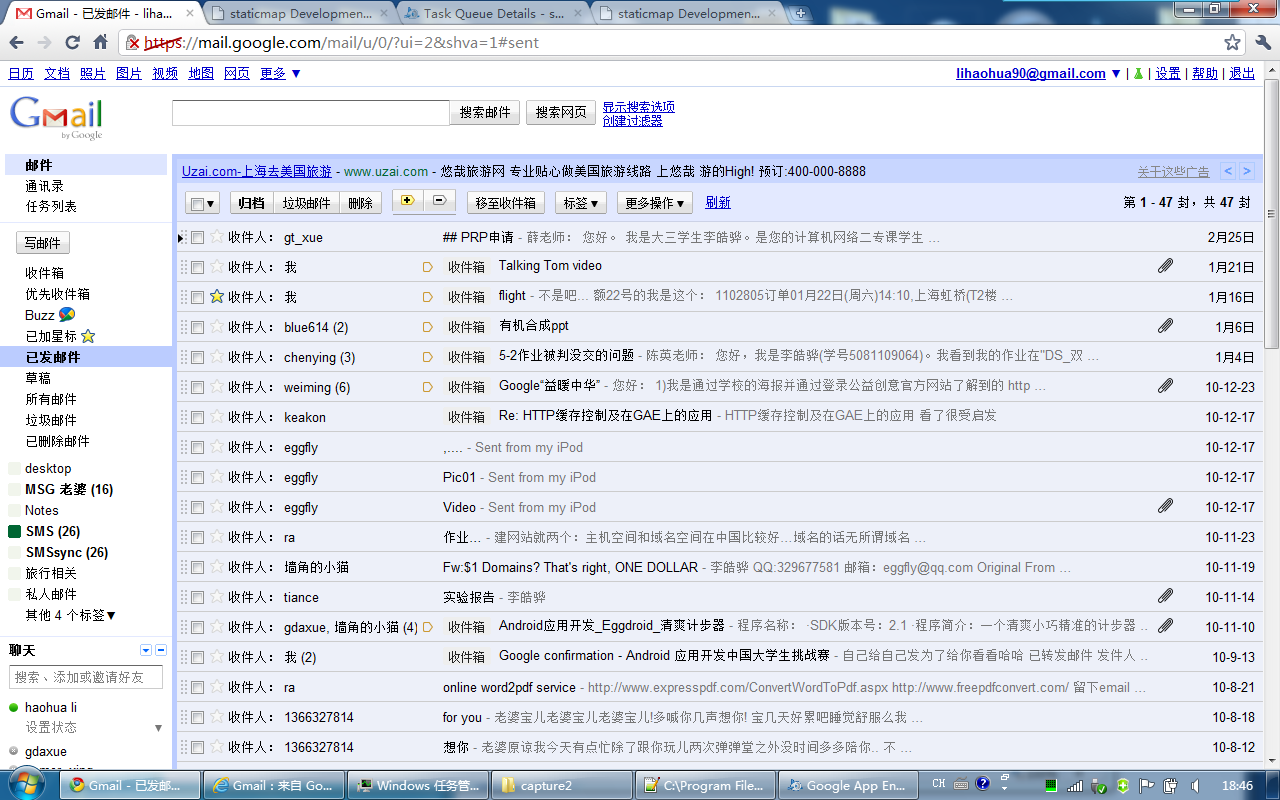 Gmail - 已发邮件 - liha...
staticmap Developmen...
Task Queue Details - s...
staticmap Developmen...
https://mail.google.com/mail/u/0/?ui=2&shva=1#sent
日历 文档 照片 图片 视频 地图 网页 更多 ▼
lihaohua90@gmail.com ▼ | | 设置 | 帮助 | 退出
Gmail by Google
搜索邮件 搜索网页 显示搜索选项
创建过滤器
邮件
通讯录
任务列表
写邮件
收件箱
优先收件箱
Buzz
已加星标
已发邮件
草稿
所有邮件
垃圾邮件
已删除邮件
desktop
MSG 老婆 (16)
Notes
SMS (26)
SMSsync (26)
旅行相关
私人邮件
其他 4 个标签▼
聊天
搜索、添加或邀请好友
haohua li
设置状态 ▼
gdaxue
Uzai.com-上海去美国旅游 - www.uzai.com - 悠哉旅游网 专业贴心做美国旅游线路 上悠哉 游的High! 预订:400-000-8888 关于这些广告 < >
归档 垃圾邮件 删除 移至收件箱 标签 ▾ 更多操作 ▾ 刷新 第 1 - 47 封，共 47 封
收件人： gt_xue ## PRP申请 - 薛老师： 您好。 我是大三学生李皓骅。是您的计算机网络二专课学生 ... 2月25日
收件人： 我 收件箱 Talking Tom video 1月21日
收件人： 我 收件箱 flight - 不是吧... 额22号的我是这个： 1102805订单01月22日(周六)14:10,上海虹桥(T2楼 ... 1月16日
收件人： blue614 (2) 收件箱 有机合成ppt 1月6日
收件人： chenying (3) 收件箱 5-2作业被判没交的问题 - 陈英老师： 您好，我是李皓骅(学号5081109064)。我看到我的作业在"DS_双 ... 1月4日
收件人： weiming (6) 收件箱 Google“益暖中华” - 您好： 1)我是通过学校的海报并通过登录公益创意官方网站了解到的 http ... 10-12-23
收件人： keakon 收件箱 Re: HTTP缓存控制及在GAE上的应用 - HTTP缓存控制及在GAE上的应用 看了很受启发 10-12-17
收件人： eggfly ,.... - Sent from my iPod 10-12-17
收件人： eggfly Pic01 - Sent from my iPod 10-12-17
收件人： eggfly Video - Sent from my iPod 10-12-17
收件人： ra 作业... - 建网站就两个：主机空间和域名空间在中国比较好...域名的话无所谓域名 ... 10-11-23
收件人： 墙角的小猫 Fw:$1 Domains? That's right, ONE DOLLAR - 李皓骅 QQ:329677581 邮箱：eggfly@qq.com Original From ... 10-11-19
收件人： tiance 实验报告 - 李皓骅 10-11-14
收件人： gdaxue, 墙角的小猫 (4) 收件箱 Android应用开发_Eggdroid_清爽计步器 - 程序名称： ·SDK版本号：2.1 ·程序简介：一个清爽小巧精准的计步器 .. 10-11-10
收件人： 我 (2) 收件箱 Google confirmation - Android 应用开发中国大学生挑战赛 - 自己给自己发为了给你看看哈哈 已转发邮件 发件人 .. 10-9-13
收件人： ra online word2pdf service - http://www.expresspdf.com/ConvertWordToPdf.aspx http://www.freepdfconvert.com/ 留下email ... 10-8-21
收件人： 1366327814 for you - 老婆宝儿老婆宝儿老婆宝儿!多喊你几声想你! 宝几天好累吧睡觉舒服么我 ... 10-8-18
收件人： 1366327814 想你 - 老婆原谅我今天有点忙除了跟你玩儿两次弹弹堂之外没时间多多陪你.. 不 ... 10-8-12
Gmail - 已发邮件...
Gmail：来自 Go...
Windows 任务管...
capture2
C:\Program File...
Google App En...
CH
18:46